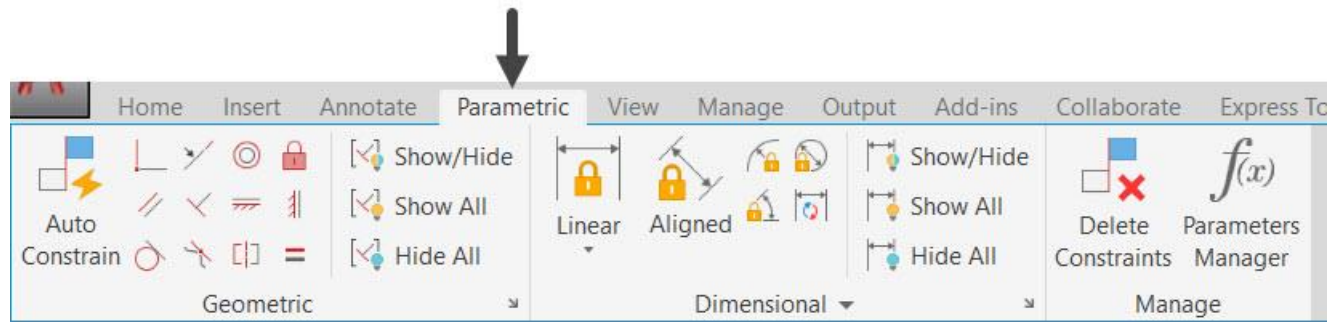 Home Insert Annotate Parametric View Manage Output Add-ins Collaborate Express To
Auto
Constrain
Show/Hide
Show All
Hide All
Geometric
Linear
Aligned
Show/Hide
Show All
Hide All
Dimensional
Delete
Constraints
f(x)
Parameters
Manager
Manage